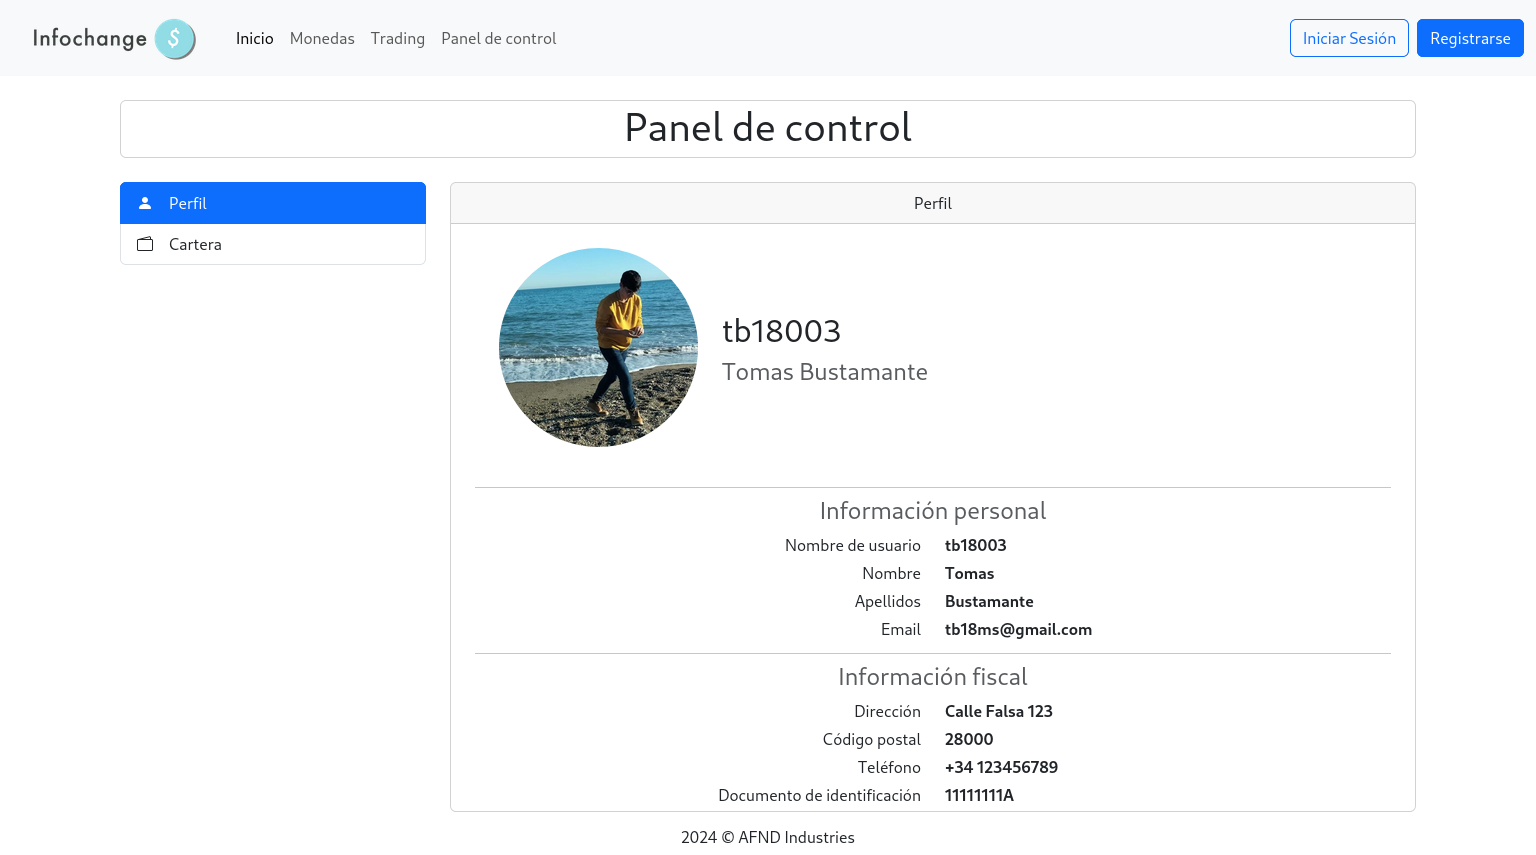 Infochange $ Inicio Monedas Trading Panel de control Iniciar Sesión Registrarse
Panel de control
Perfil
Cartera
Perfil
tb18003
Tomas Bustamante
Información personal
Nombre de usuario tb18003
Nombre Tomas
Apellidos Bustamante
Email tb18ms@gmail.com
Información fiscal
Dirección Calle Falsa 123
Código postal 28000
Teléfono +34 123456789
Documento de identificación 11111111A
2024 © AFND Industries